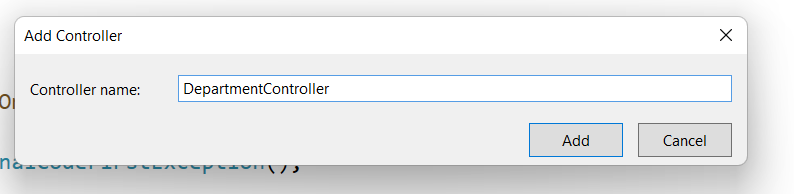 Add Controller
Controller name: DepartmentController
Add Cancel